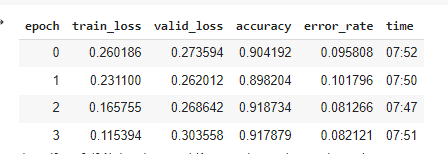 epoch train_loss valid_loss accuracy error_rate time
0 0.260186 0.273594 0.904192 0.095808 07:52
1 0.231100 0.262012 0.898204 0.101796 07:50
2 0.165755 0.268642 0.918734 0.081266 07:47
3 0.115394 0.303558 0.917879 0.082121 07:51